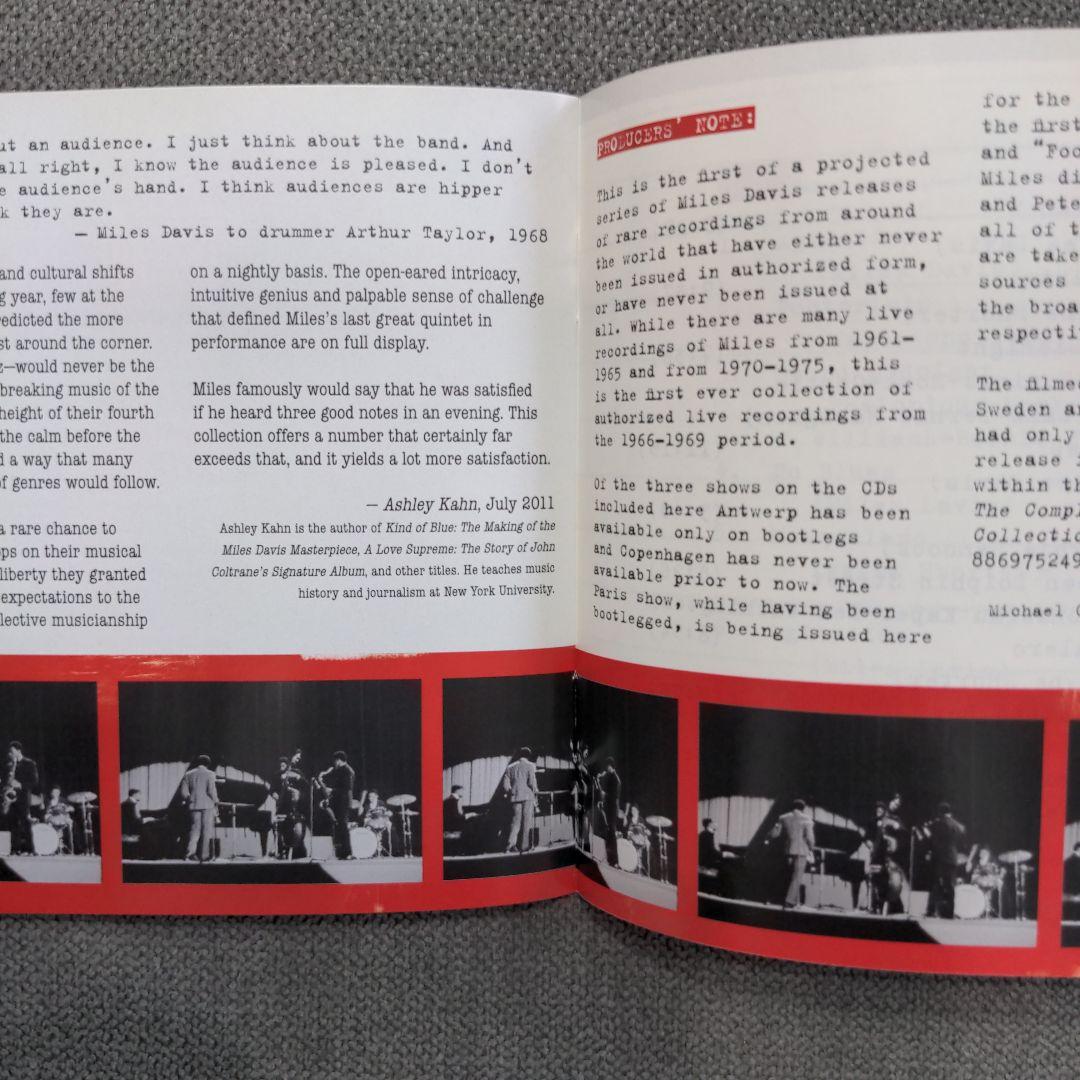 ut an audience. I just think about the band. And
all right, I know the audience is pleased. I don't
e audience's hand. I think audiences are hipper
k they are.
— Miles Davis to drummer Arthur Taylor, 1968
and cultural shifts
g year, few at the
redicted the more
st around the corner.
z—would never be the
breaking music of the
height of their fourth
the calm before the
d a way that many
of genres would follow.
a rare chance to
ops on their musical
liberty they granted
expectations to the
llective musicianship
on a nightly basis. The open-eared intricacy,
intuitive genius and palpable sense of challenge
that defined Miles's last great quintet in
performance are on full display.
Miles famously would say that he was satisfied
if he heard three good notes in an evening. This
collection offers a number that certainly far
exceeds that, and it yields a lot more satisfaction.
— Ashley Kahn, July 2011
Ashley Kahn is the author of Kind of Blue: The Making of the
Miles Davis Masterpiece, A Love Supreme: The Story of John
Coltrane's Signature Album, and other titles. He teaches music
history and journalism at New York University.
PRODUCERS' NOTE:
This is the first of a projected
series of Miles Davis releases
of rare recordings from around
the world that have either never
been issued in authorized form,
or have never been issued at
all. While there are many live
recordings of Miles from 1961-
1965 and from 1970-1975, this
is the first ever collection of
authorized live recordings from
the 1966-1969 period.
Of the three shows on the CDs
included here Antwerp has been
available only on bootlegs
and Copenhagen has never been
available prior to now. The
Paris show, while having been
bootlegged, is being issued here
for the
the first
and "Foo
Miles di
and Pete
all of t
are take
sources
the broa
respecti
The filme
Sweden a
had only
release i
within th
The Compl
Collectio
886975249
Michael C